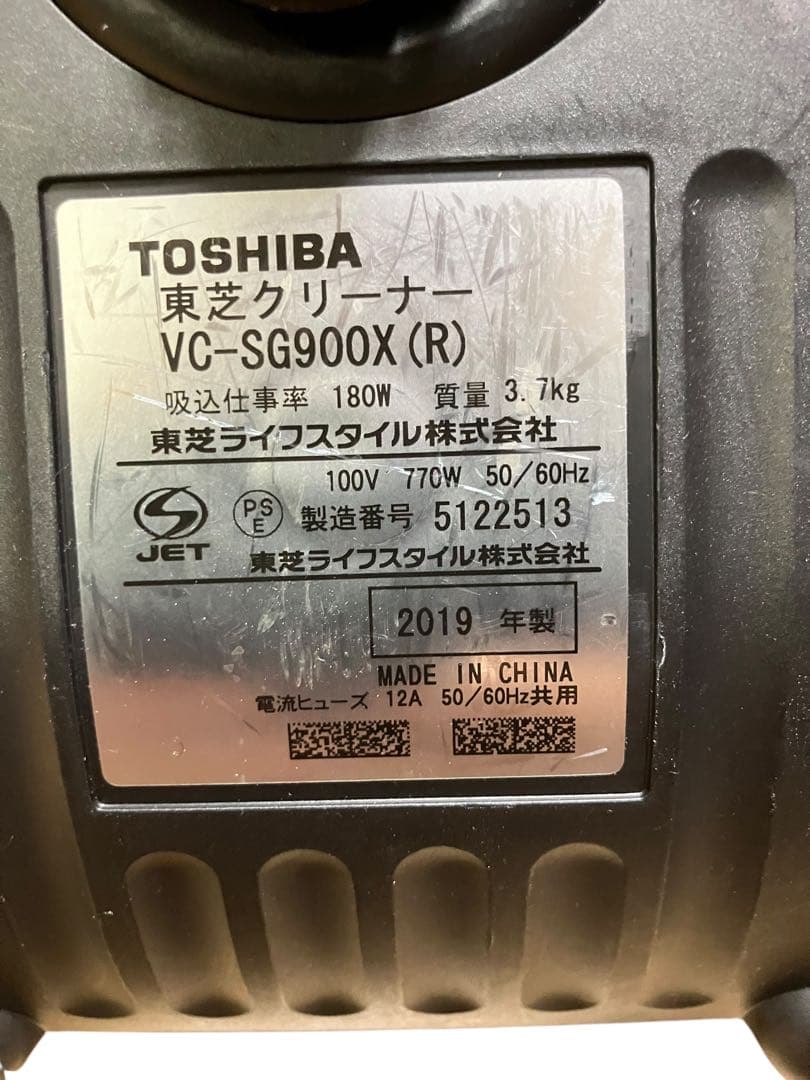 TOSHIBA
東芝クリーナー
VC-SG900X(R)
吸込仕事率 180W 質量 3.7kg
東芝ライフスタイル株式会社
100V 770W 50/60Hz
JET PSE 製造番号 5122513
東芝ライフスタイル株式会社
2019 年製
MADE IN CHINA
電流ヒューズ 12A 50/60Hz共用